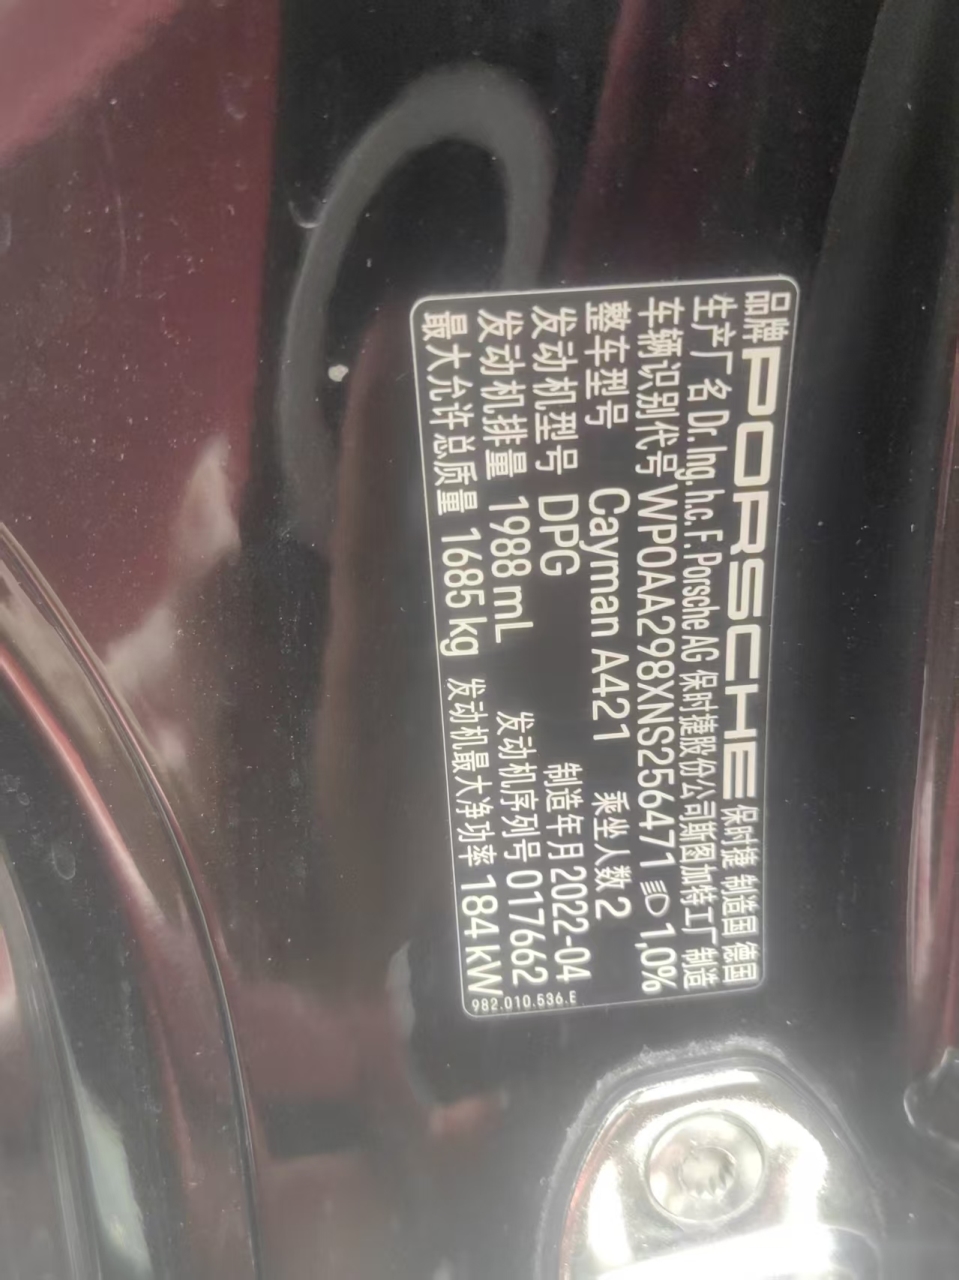 品牌 PORSCHE 保时捷 制造国 德国
生产厂名 Dr. Ing. h.c. F. Porsche AG 保时捷股份公司斯图加特工厂 制造
车辆识别代号 WP0AA298XNS256471 1,0%
整车型号 Cayman A421 乘坐人数 2
发动机型号 DPG 制造年月 2022-04
发动机排量 1988 mL 发动机序列号 017662
最大允许总质量 1685 kg 发动机最大净功率 184 kW
982.010.536.E